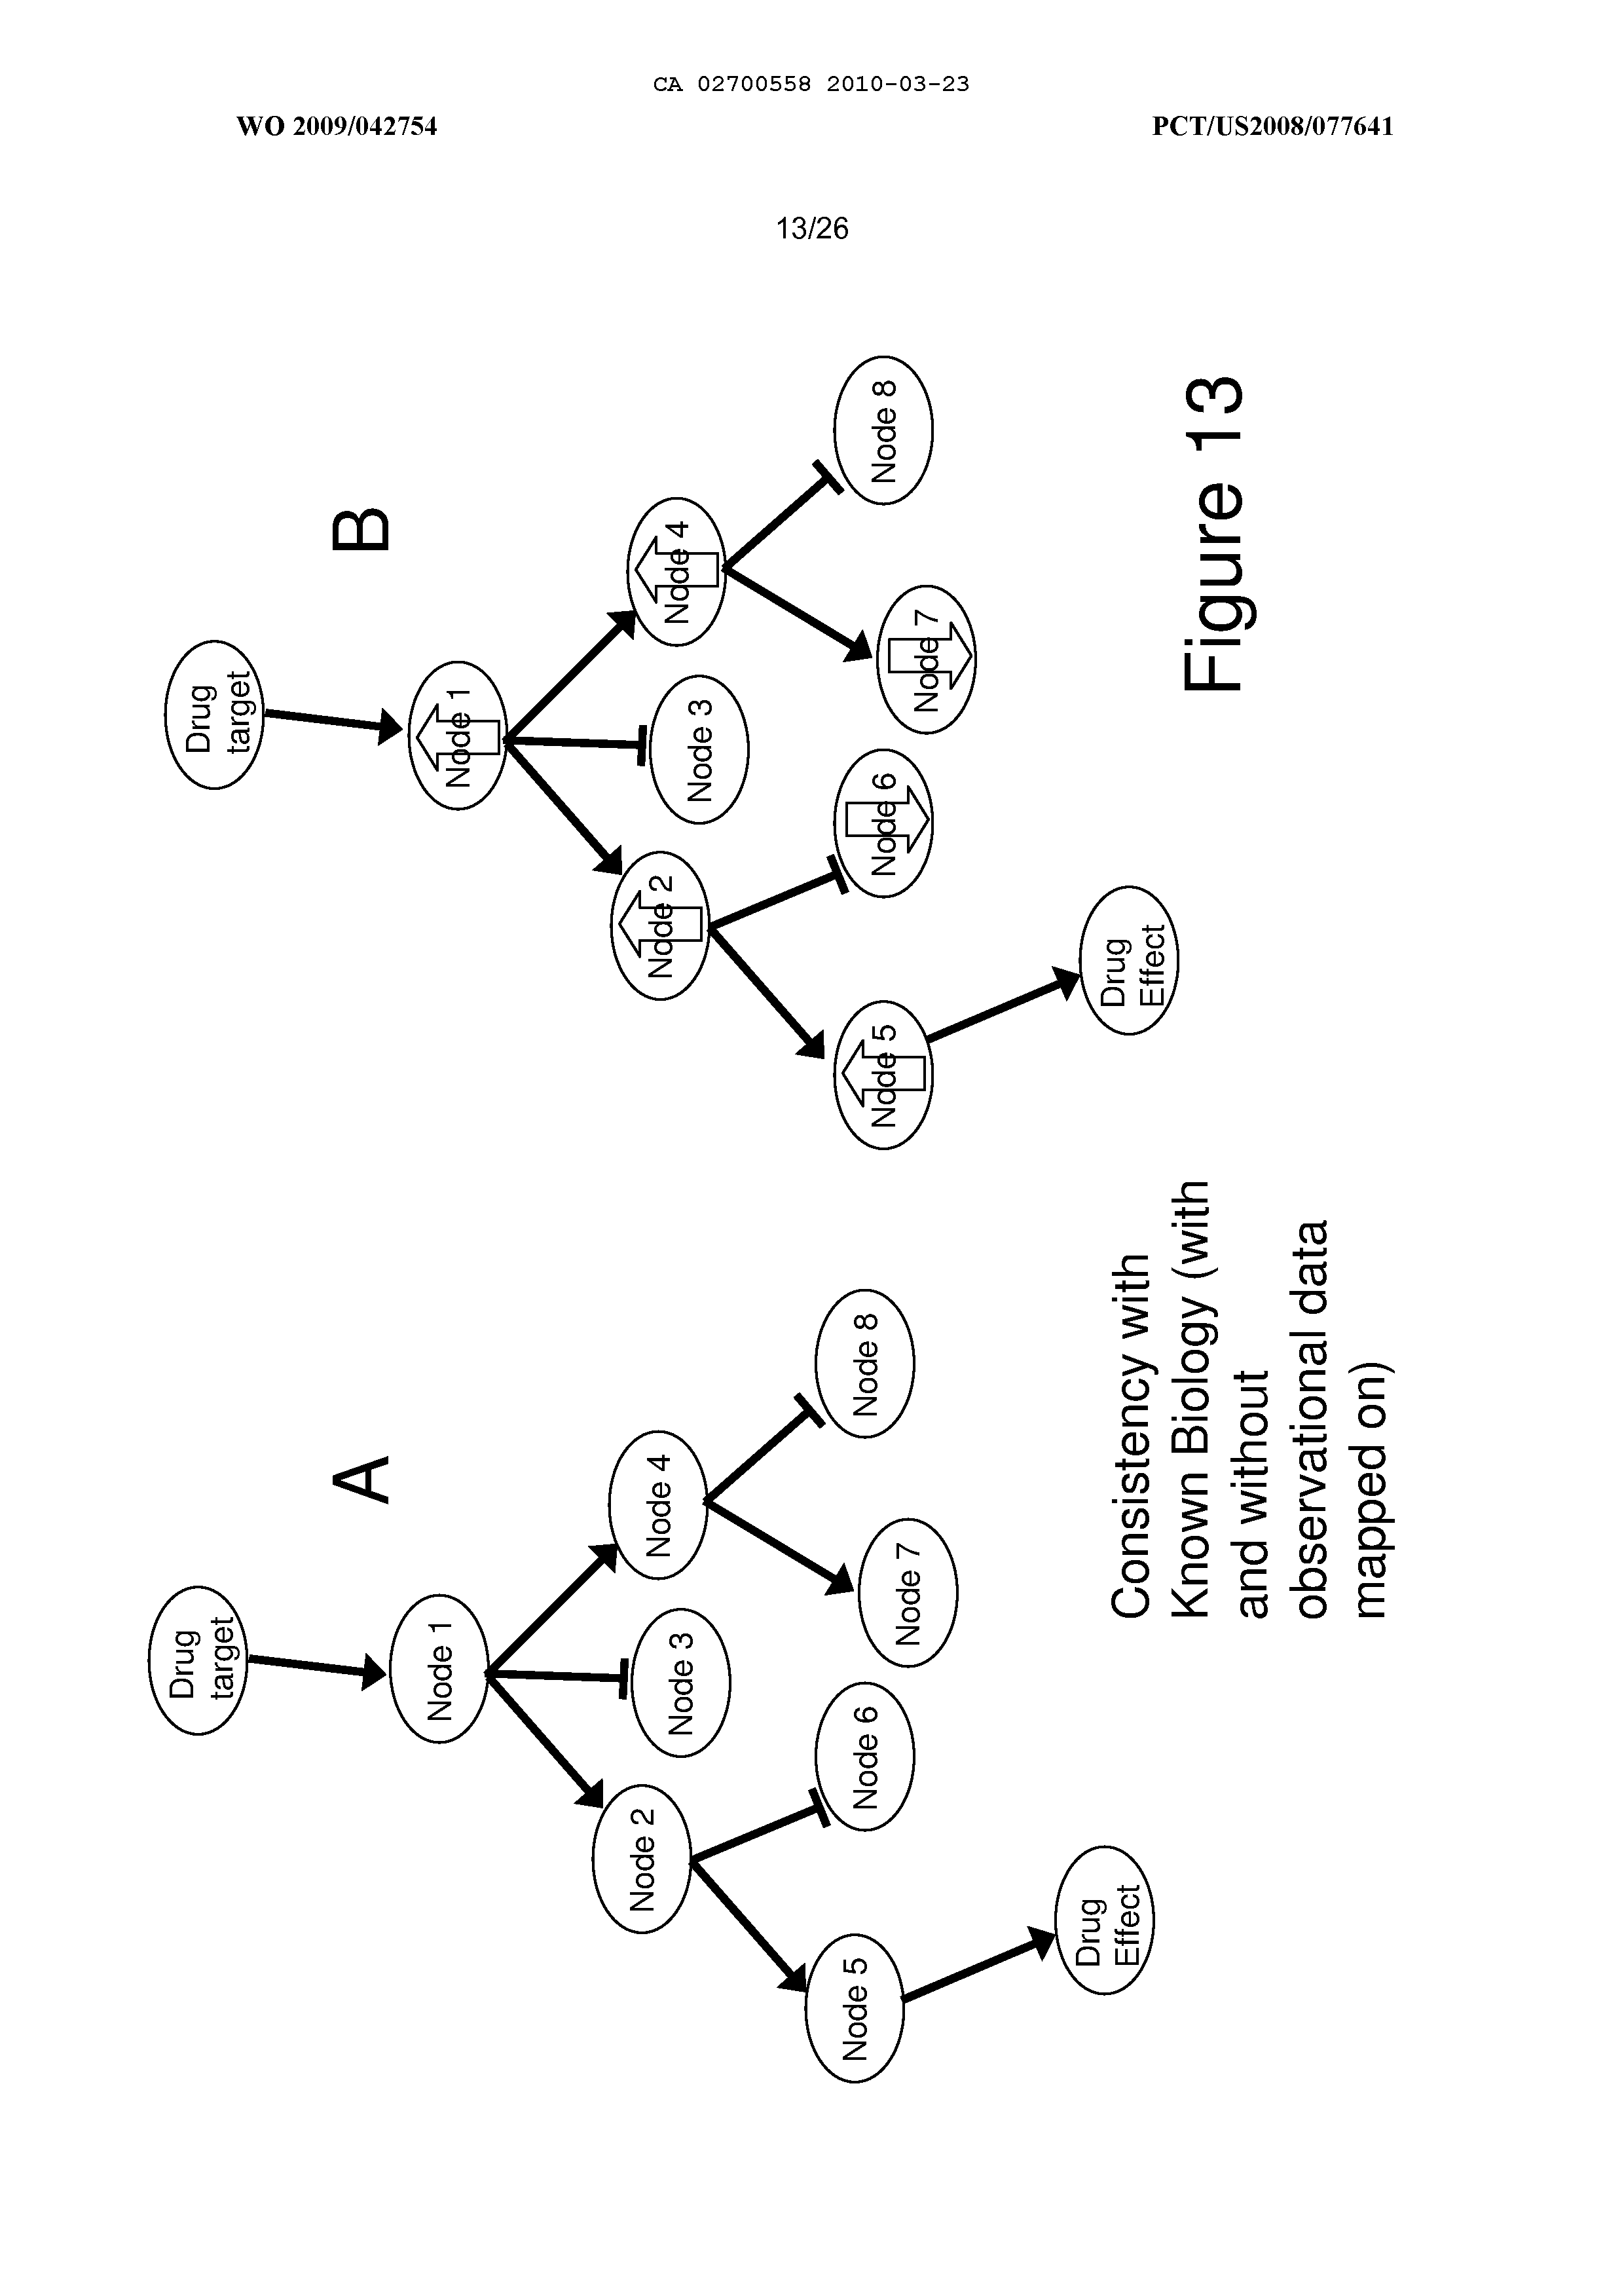 CA 02700558 2010-03-23
WO 2009/042754
PCT/US2008/077641
13/26
A
Drug
target
Node 1
Node 2
Node 3
Node 4
Node 5
Node 6
Node 7
Node 8
Drug
Effect
B
Drug
target
Node 1
Node 2
Node 3
Node 4
Node 5
Node 6
Node 7
Node 8
Drug
Effect
Consistency with
Known Biology (with
and without
observational data
mapped on)
Figure 13